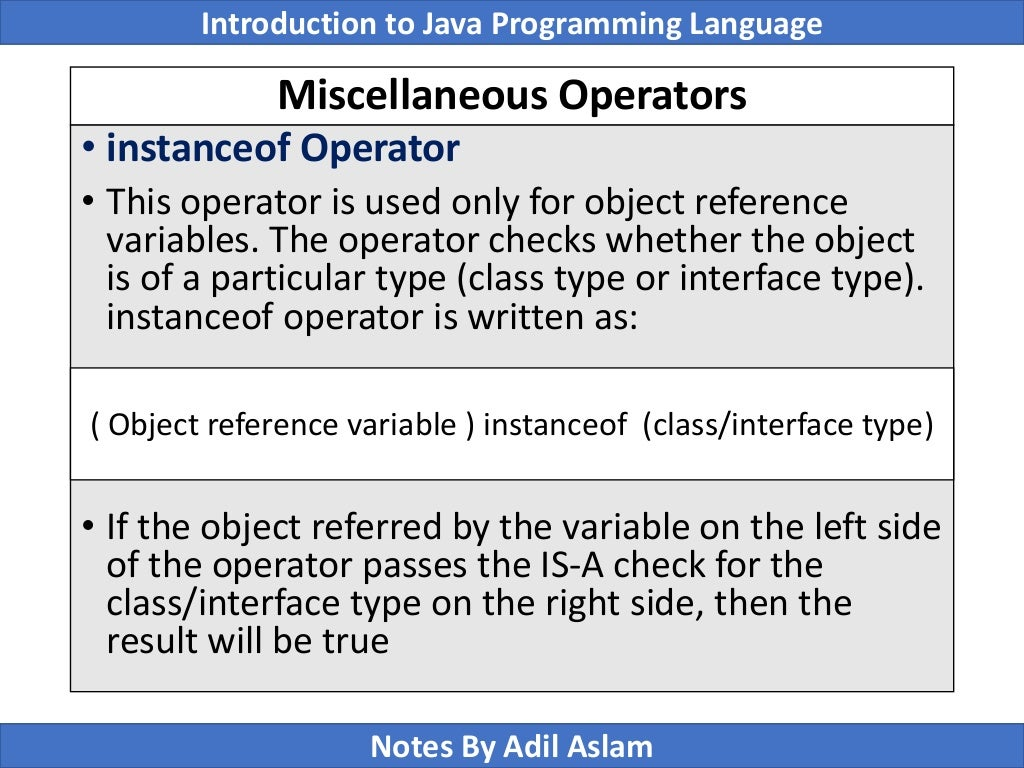 Introduction to Java Programming Language
Miscellaneous Operators
• instanceof Operator
• This operator is used only for object reference
variables. The operator checks whether the object
is of a particular type (class type or interface type).
instanceof operator is written as:
( Object reference variable ) instanceof  (class/interface type)
• If the object referred by the variable on the left side
of the operator passes the IS-A check for the
class/interface type on the right side, then the
result will be true
Notes By Adil Aslam